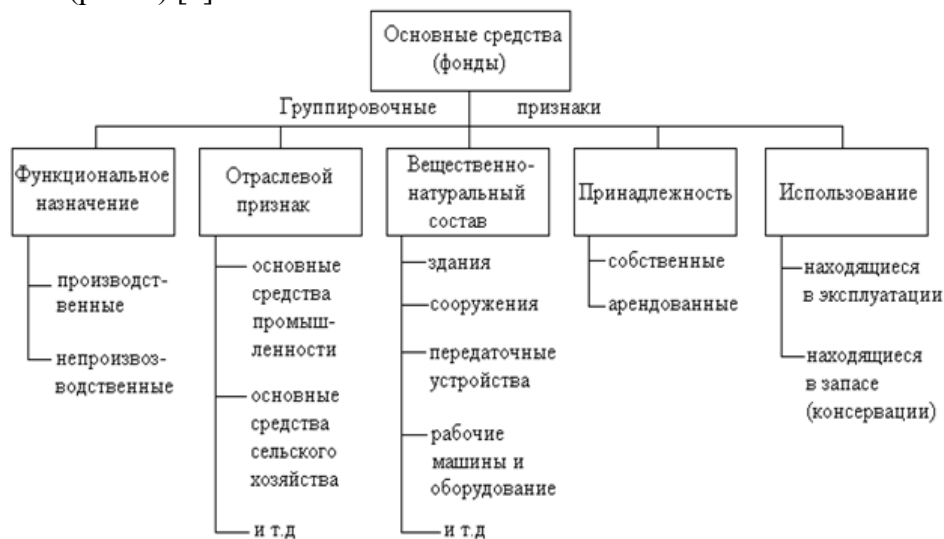 Основные средства
(фонды)
Группировочные признаки
Функциональное
назначение
производст-
венные
непроизвоз-
водственные
Отраслевой
признак
основные
средства
промыш-
ленности
основные
средства
сельского
хозяйства
и т.д
Вещественно-
натуральный
состав
здания
сооружения
передаточные
устройства
рабочие
машины и
оборудование
и т.д
Принадлежность
собственные
арендованные
Использование
находящиеся
в эксплуатации
находящиеся
в запасе
(консервации)